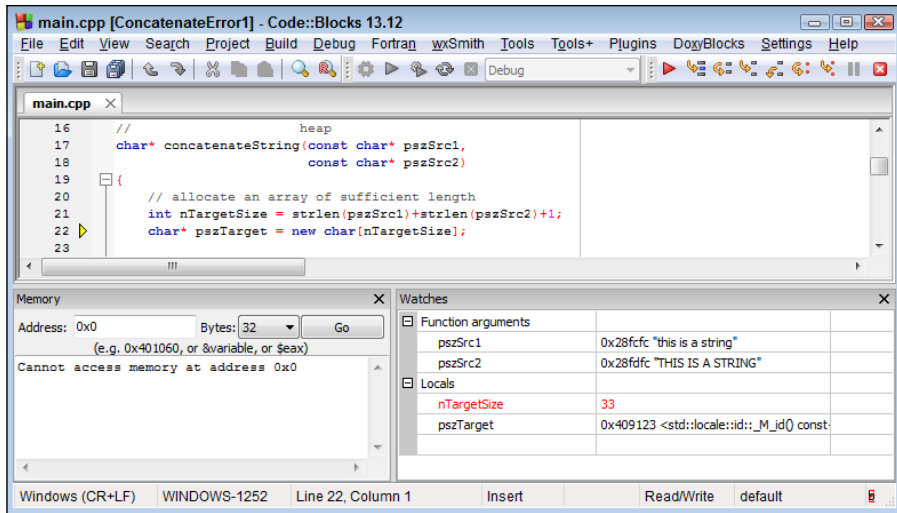 main.cpp [ConcatenateError1] - Code::Blocks 13.12
File Edit View Search Project Build Debug Fortran wxSmith Tools Tools+ Plugins DoxyBlocks Settings Help
Debug
main.cpp
16 // heap
17 char* concatenateString(const char* pszSrc1,
18 const char* pszSrc2)
19 {
20 // allocate an array of sufficient length
21 int nTargetSize = strlen(pszSrc1)+strlen(pszSrc2)+1;
22 char* pszTarget = new char[nTargetSize];
23
Memory
Address: 0x0 Bytes: 32 Go
(e.g. 0x401060, or &variable, or $eax)
Cannot access memory at address 0x0
Watches
Function arguments
pszSrc1 0x28fcfc "this is a string"
pszSrc2 0x28fdfc "THIS IS A STRING"
Locals
nTargetSize 33
pszTarget 0x409123 <std::locale::id::_M_id() const
Windows (CR+LF) WINDOWS-1252 Line 22, Column 1 Insert Read/Write default